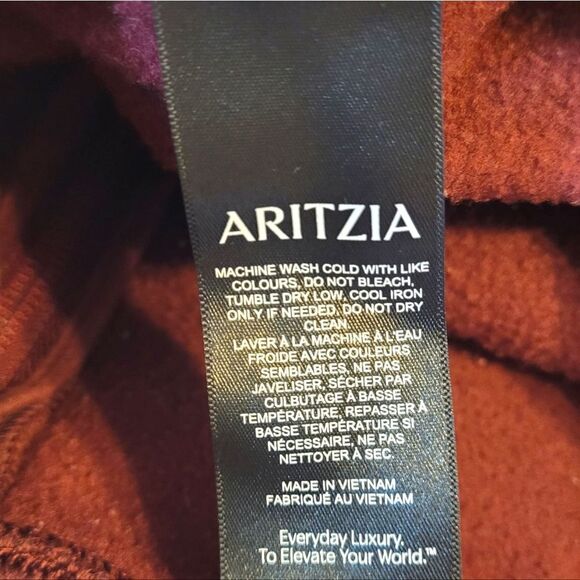 ARITZIA
MACHINE WASH COLD WITH LIKE
COLOURS, DO NOT BLEACH,
TUMBLE DRY LOW, COOL IRON
ONLY IF NEEDED, DO NOT DRY
CLEAN.
LAVER À LA MACHINE À L'EAU
FROIDE AVEC COULEURS
SEMBLABLES, NE PAS
JAVELISER, SÉCHER PAR
CULBUTAGE À BASSE
TEMPÉRATURE, REPASSER À
BASSE TEMPÉRATURE SI
NÉCESSAIRE, NE PAS
NETTOYER À SEC.
MADE IN VIETNAM
FABRIQUÉ AU VIETNAM
Everyday Luxury.
To Elevate Your World.™